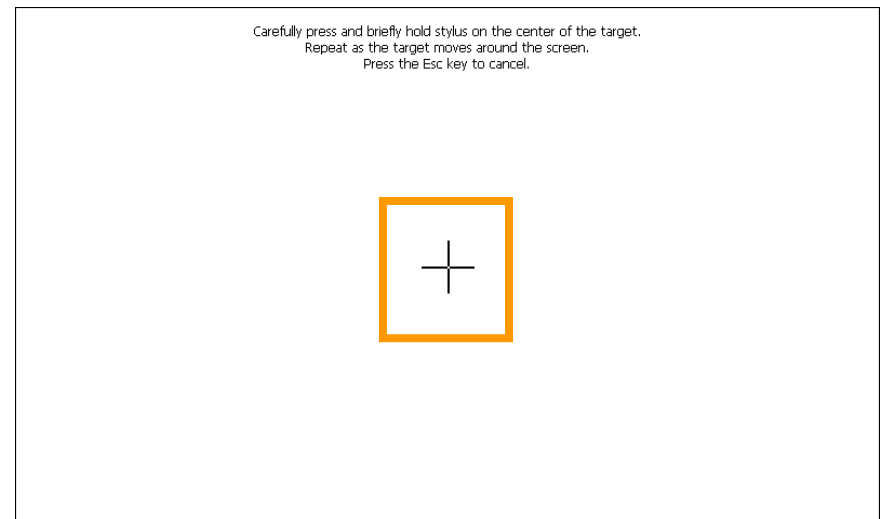 Carefully press and briefly hold stylus on the center of the target.
Repeat as the target moves around the screen.
Press the Esc key to cancel.